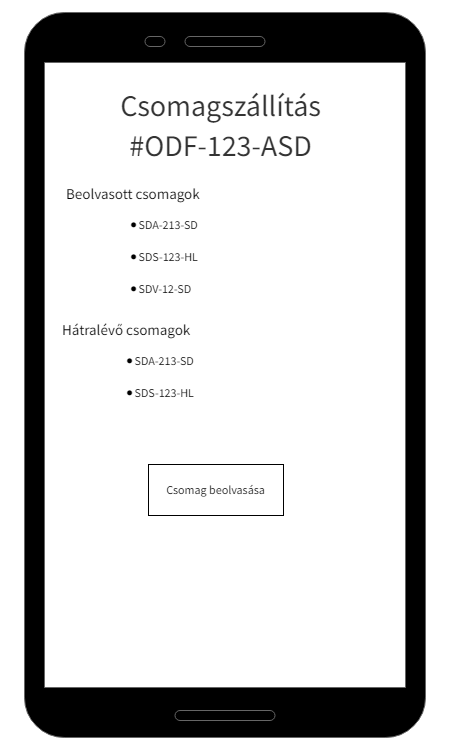 Csomagszállítás
#ODF-123-ASD
Beolvasott csomagok
SDA-213-SD
SDS-123-HL
SDV-12-SD
Hátralévő csomagok
SDA-213-SD
SDS-123-HL
Csomag beolvasása